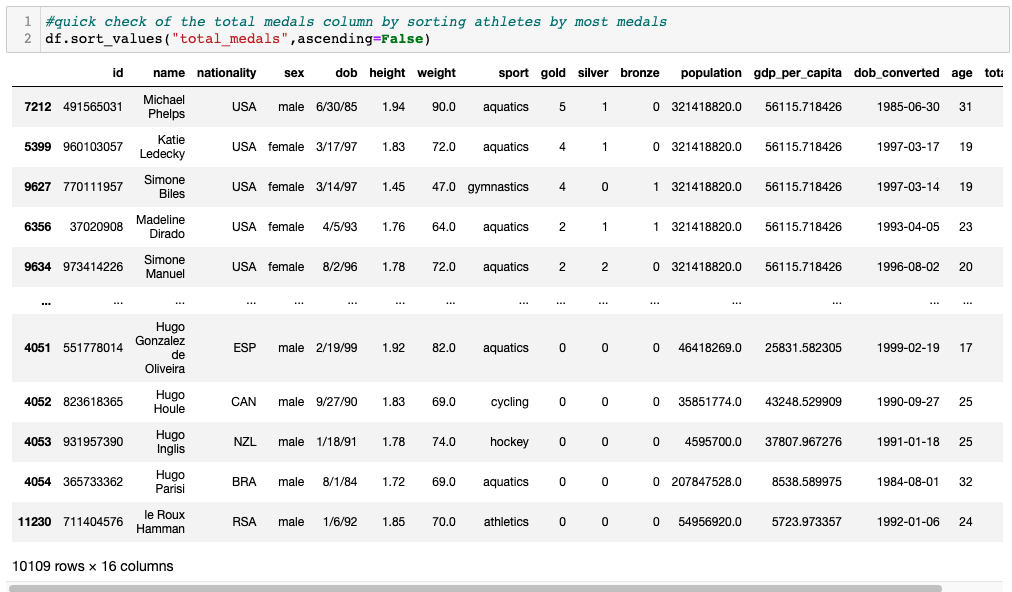 1 #quick check of the total medals column by sorting athletes by most medals
2 df.sort_values("total_medals",ascending=False)
id name nationality sex dob height weight sport gold silver bronze population gdp_per_capita dob_converted age tota
7212 491565031 Michael Phelps USA male 6/30/85 1.94 90.0 aquatics 5 1 0 321418820.0 56115.718426 1985-06-30 31
5399 960103057 Katie Ledecky USA female 3/17/97 1.83 72.0 aquatics 4 1 0 321418820.0 56115.718426 1997-03-17 19
9627 770111957 Simone Biles USA female 3/14/97 1.45 47.0 gymnastics 4 0 1 321418820.0 56115.718426 1997-03-14 19
6356 37020908 Madeline Dirado USA female 4/5/93 1.76 64.0 aquatics 2 1 1 321418820.0 56115.718426 1993-04-05 23
9634 973414226 Simone Manuel USA female 8/2/96 1.78 72.0 aquatics 2 2 0 321418820.0 56115.718426 1996-08-02 20
... ... ... ... ... ... ... ... ... ... ... ... ... ... ... ...
4051 551778014 Hugo Gonzalez de Oliveira ESP male 2/19/99 1.92 82.0 aquatics 0 0 0 46418269.0 25831.582305 1999-02-19 17
4052 823618365 Hugo Houle CAN male 9/27/90 1.83 69.0 cycling 0 0 0 35851774.0 43248.529909 1990-09-27 25
4053 931957390 Hugo Inglis NZL male 1/18/91 1.78 74.0 hockey 0 0 0 4595700.0 37807.967276 1991-01-18 25
4054 365733362 Hugo Parisi BRA male 8/1/84 1.72 69.0 aquatics 0 0 0 207847528.0 8538.589975 1984-08-01 32
11230 711404576 le Roux Hamman RSA male 1/6/92 1.85 70.0 athletics 0 0 0 54956920.0 5723.973357 1992-01-06 24
10109 rows × 16 columns